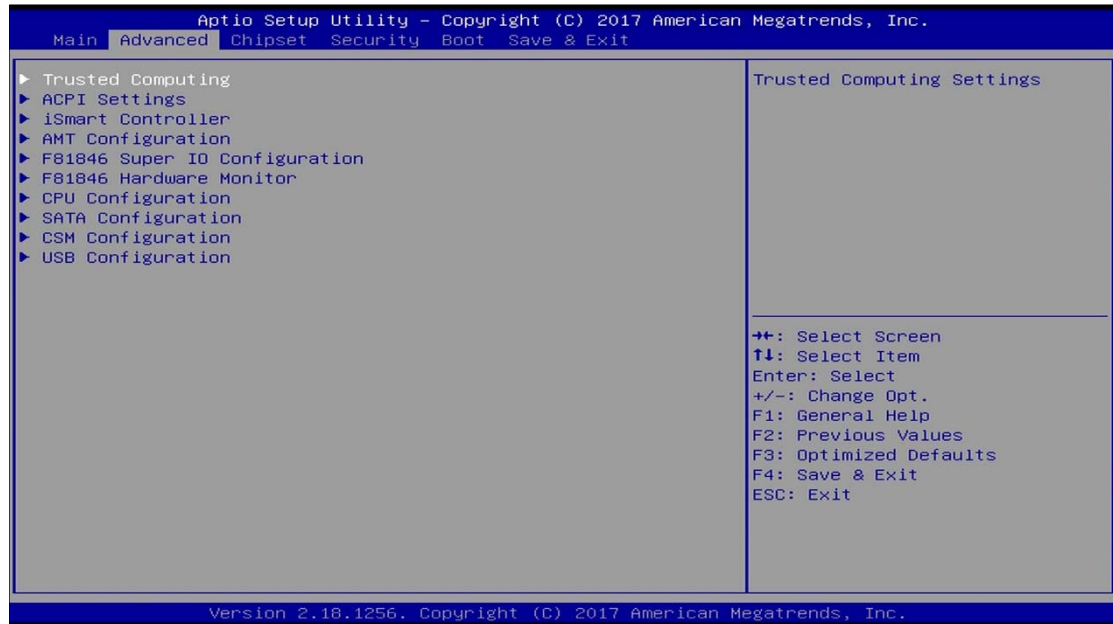 Aptio Setup Utility – Copyright (C) 2017 American Megatrends, Inc.
Main Advanced Chipset Security Boot Save & Exit
▶ Trusted Computing
▶ ACPI Settings
▶ iSmart Controller
▶ AMT Configuration
▶ F81846 Super IO Configuration
▶ F81846 Hardware Monitor
▶ CPU Configuration
▶ SATA Configuration
▶ CSM Configuration
▶ USB Configuration
Trusted Computing Settings
→←: Select Screen
↑↓: Select Item
Enter: Select
+/-: Change Opt.
F1: General Help
F2: Previous Values
F3: Optimized Defaults
F4: Save & Exit
ESC: Exit
Version 2.18.1256. Copyright (C) 2017 American Megatrends, Inc.